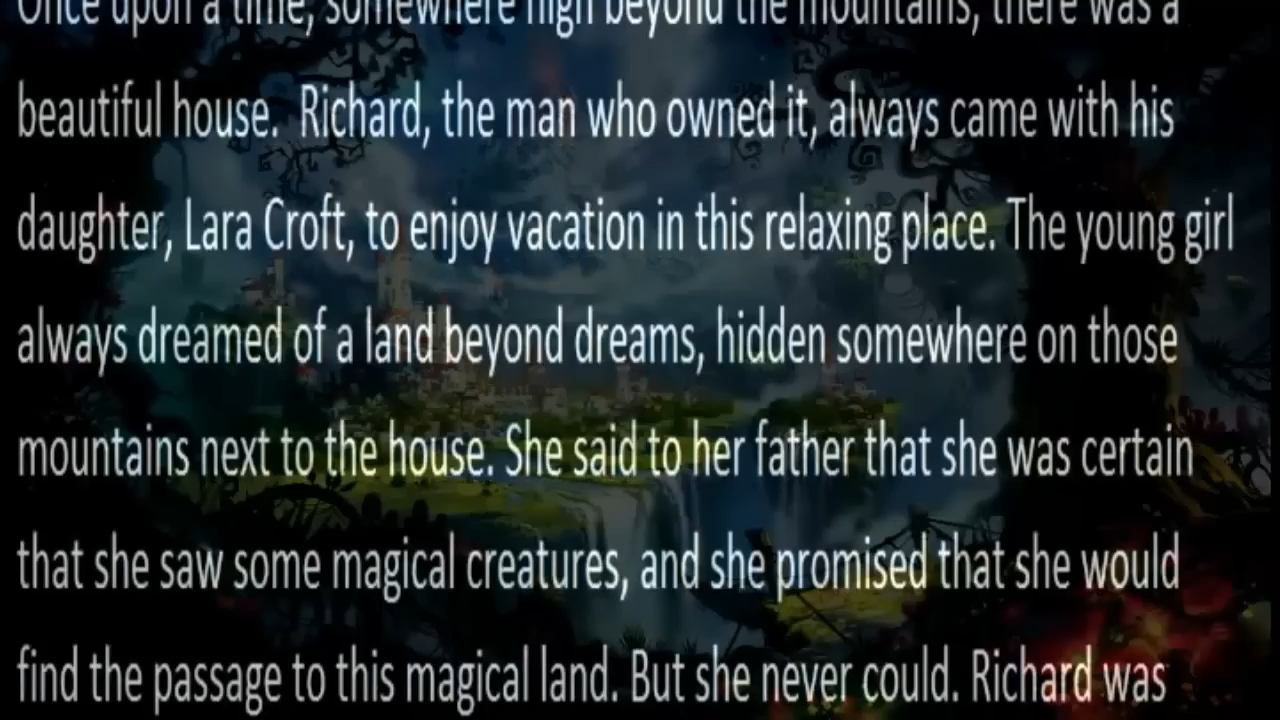 Once upon a time, somewhere high beyond the mountains, there was a
beautiful house.  Richard, the man who owned it, always came with his
daughter, Lara Croft, to enjoy vacation in this relaxing place. The young girl
always dreamed of a land beyond dreams, hidden somewhere on those
mountains next to the house. She said to her father that she was certain
that she saw some magical creatures, and she promised that she would
find the passage to this magical land. But she never could. Richard was